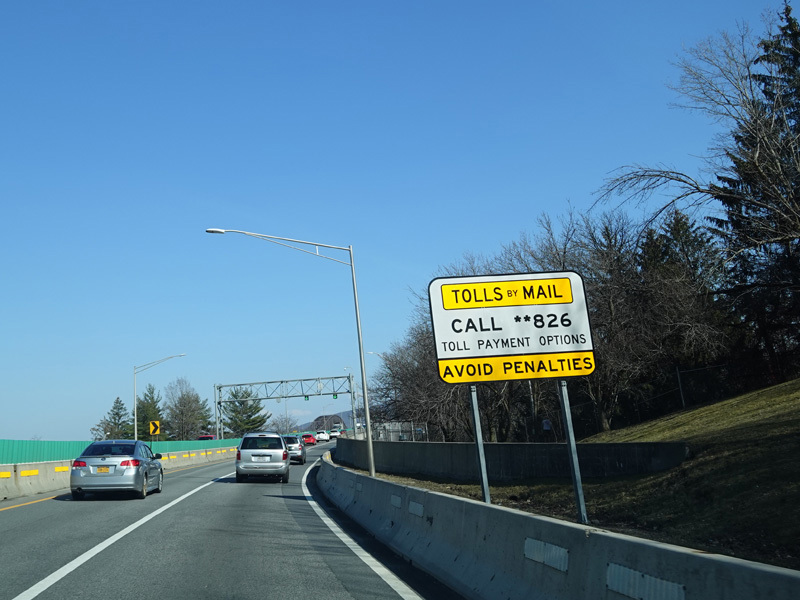 TOLLS BY MAIL
CALL **826
TOLL PAYMENT OPTIONS
AVOID PENALTIES